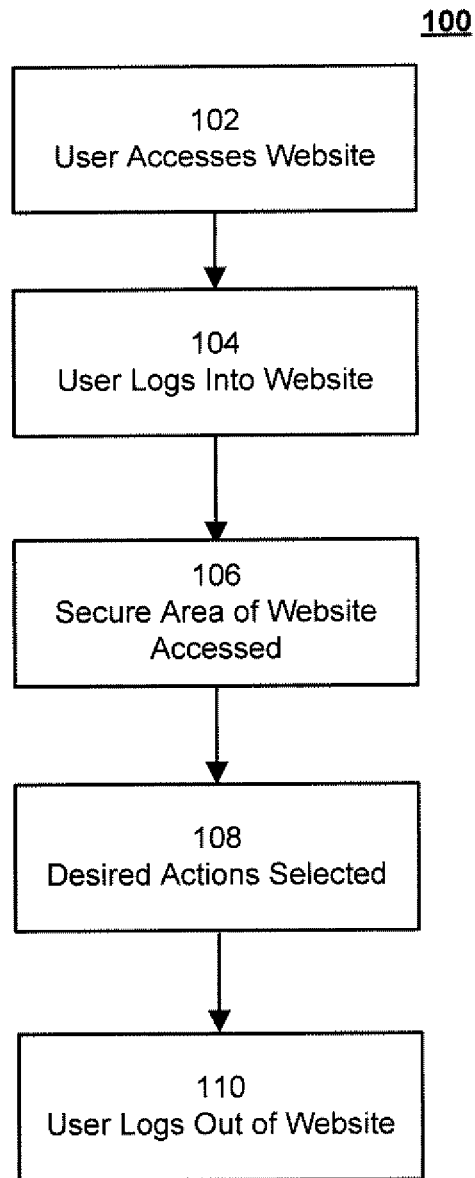 100
102
User Accesses Website
104
User Logs Into Website
106
Secure Area of Website
Accessed
108
Desired Actions Selected
110
User Logs Out of Website